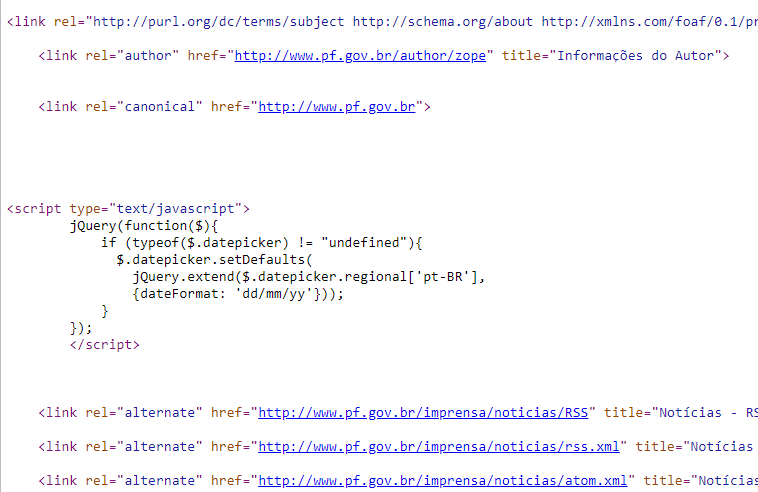 <link rel="http://purl.org/dc/terms/subject http://schema.org/about http://xmlns.com/foaf/0.1/pr
<link rel="author" href="http://www.pf.gov.br/author/zope" title="Informações do Autor">
<link rel="canonical" href="http://www.pf.gov.br">
<script type="text/javascript">
jQuery(function($){
if (typeof($.datepicker) != "undefined"){
$.datepicker.setDefaults(
jQuery.extend($.datepicker.regional['pt-BR'],
{dateFormat: 'dd/mm/yy'}));
}
});
</script>
<link rel="alternate" href="http://www.pf.gov.br/imprensa/noticias/RSS" title="Notícias - RS
<link rel="alternate" href="http://www.pf.gov.br/imprensa/noticias/rss.xml" title="Notícias
<link rel="alternate" href="http://www.pf.gov.br/imprensa/noticias/atom.xml" title="Notícias